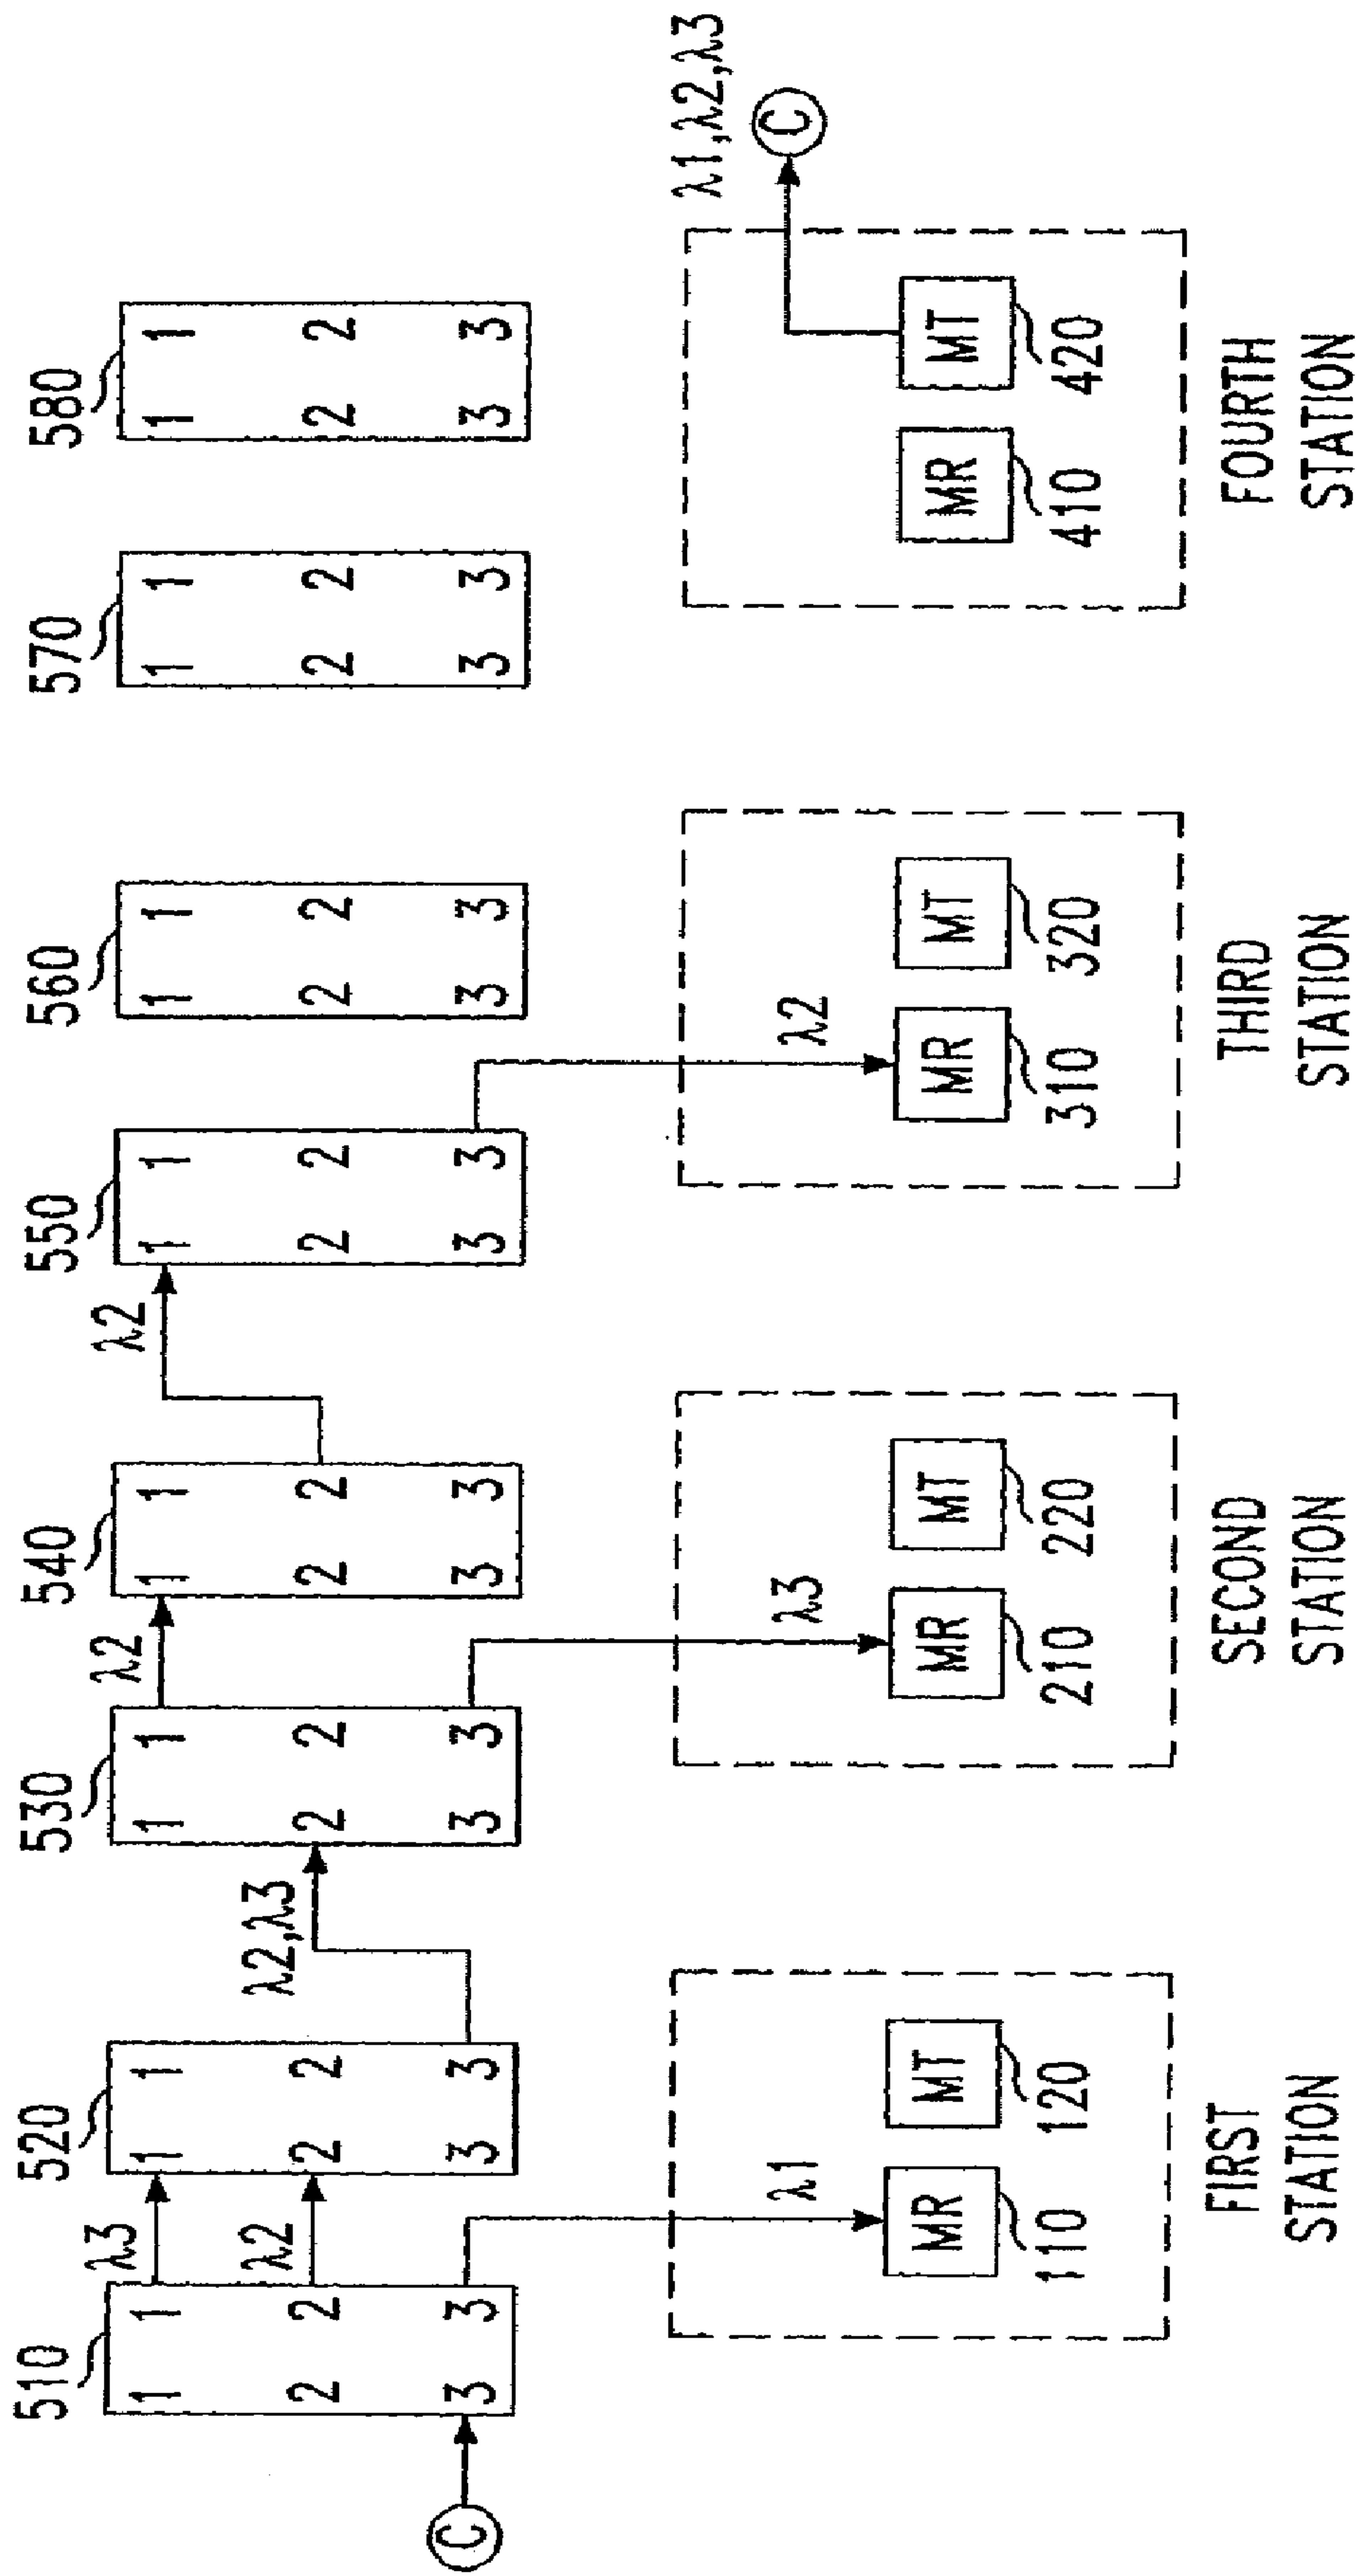 510
520
530
540
550
560
570
580
1 1
2 2
3 3
1 1
2 2
3 3
1 1
2 2
3 3
1 1
2 2
3 3
1 1
2 2
3 3
1 1
2 2
3 3
1 1
2 2
3 3
1 1
2 2
3 3
C
λ3
λ2
λ2,λ3
λ2
λ2
λ1
MR
110
MT
120
FIRST
STATION
λ3
MR
210
MT
220
SECOND
STATION
λ2
MR
310
MT
320
THIRD
STATION
MR
410
MT
420
λ1,λ2,λ3
C
FOURTH
STATION